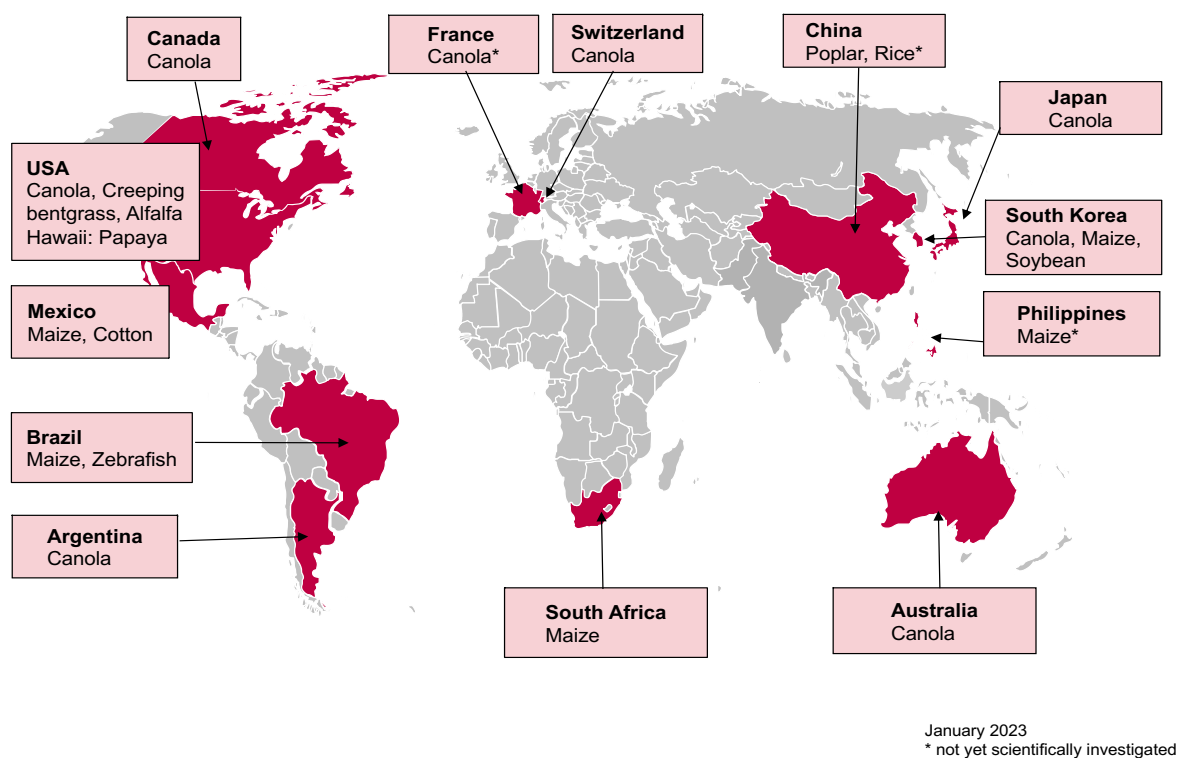 Canada
Canola
France
Canola*
Switzerland
Canola
China
Poplar, Rice*
Japan
Canola
USA
Canola, Creeping
bentgrass, Alfalfa
Hawaii: Papaya
South Korea
Canola, Maize,
Soybean
Mexico
Maize, Cotton
Philippines
Maize*
Brazil
Maize, Zebrafish
Argentina
Canola
South Africa
Maize
Australia
Canola
January 2023
* not yet scientifically investigated